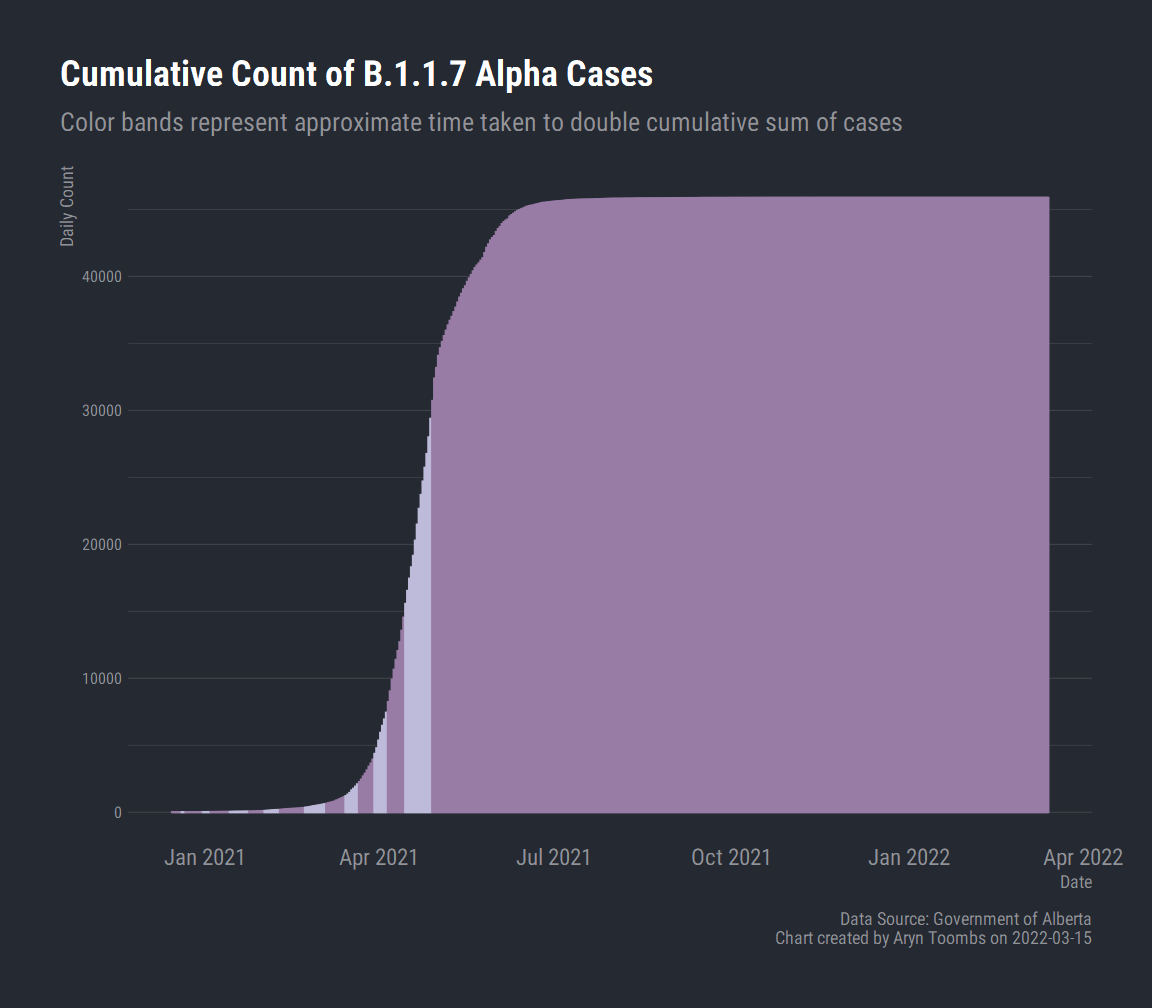 Cumulative Count of B.1.1.7 Alpha Cases
Color bands represent approximate time taken to double cumulative sum of cases
Daily Count
40000
30000
20000
10000
0
Jan 2021
Apr 2021
Jul 2021
Oct 2021
Jan 2022
Apr 2022
Date
Data Source: Government of Alberta
Chart created by Aryn Toombs on 2022-03-15